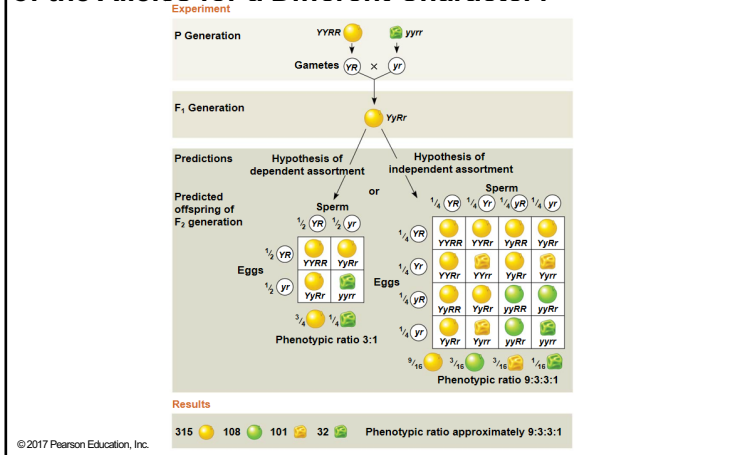 of the Alleles for a Different Character?
Experiment
P Generation
YYRR yyrr
Gametes YR × yr
F₁ Generation
YyRr
Predictions
Hypothesis of
dependent assortment
or
Hypothesis of
independent assortment
Predicted
offspring of
F₂ generation
Sperm
½ YR ½ yr
Eggs
½ YR
YYRR YyRr
½ yr
YyRr yyrr
¾ ¼
Phenotypic ratio 3:1
Sperm
¼ YR ¼ Yr ¼ yR ¼ yr
Eggs
¼ YR
YYRR YYRr YyRR YyRr
¼ Yr
YYRr YYrr YyRr Yyrr
¼ yR
YyRR YyRr yyRR yyRr
¼ yr
YyRr Yyrr yyRr yyrr
9/16 3/16 3/16 1/16
Phenotypic ratio 9:3:3:1
Results
315 108 101 32 Phenotypic ratio approximately 9:3:3:1
© 2017 Pearson Education, Inc.